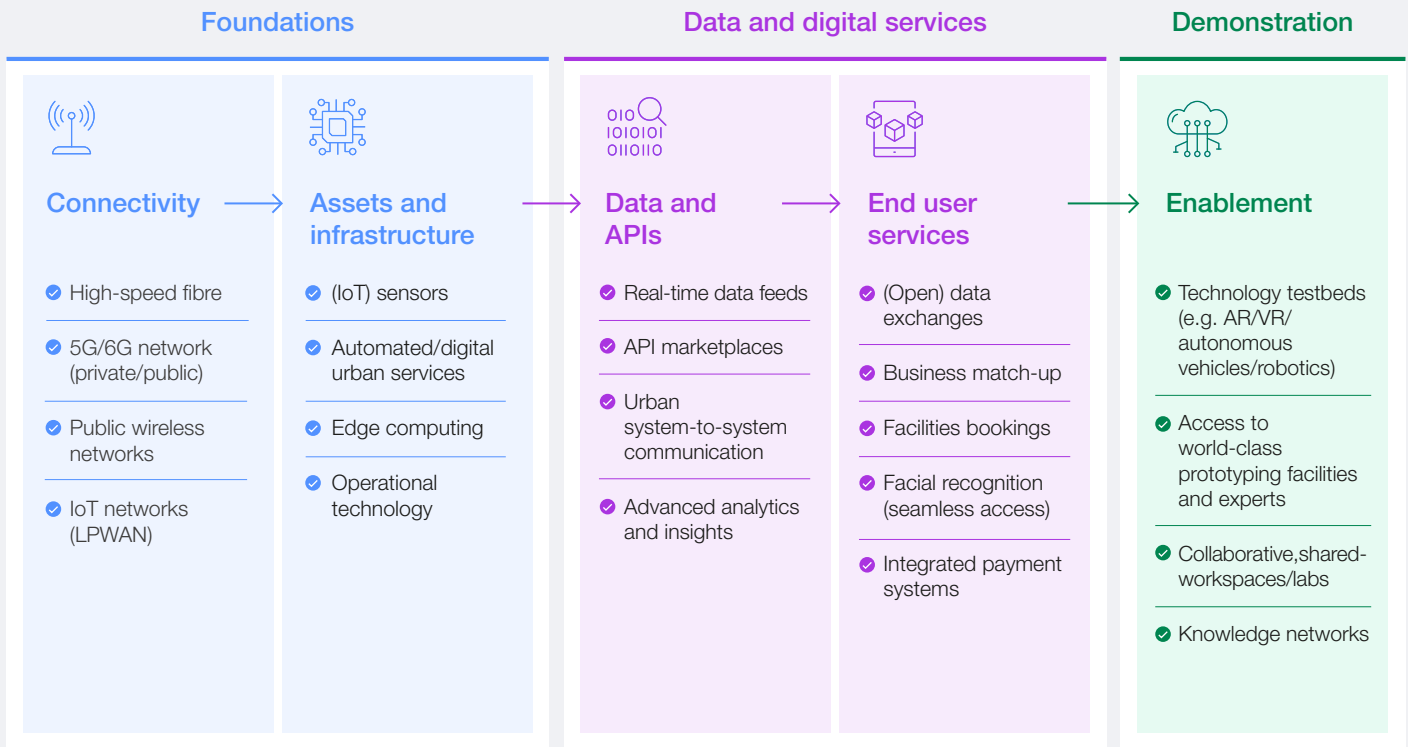 Foundations
Data and digital services
Demonstration
Connectivity
High-speed fibre
5G/6G network
(private/public)
Public wireless
networks
IoT networks
(LPWAN)
Assets and
infrastructure
(IoT) sensors
Automated/digital
urban services
Edge computing
Operational
technology
010
1010101
0110110
Data and
APIs
Real-time data feeds
API marketplaces
Urban
system-to-system
communication
Advanced analytics
and insights
End user
services
(Open) data
exchanges
Business match-up
Facilities bookings
Facial recognition
(seamless access)
Integrated payment
systems
Enablement
Technology testbeds
(e.g. AR/VR/
autonomous
vehicles/robotics)
Access to
world-class
prototyping facilities
and experts
Collaborative,shared-
workspaces/labs
Knowledge networks